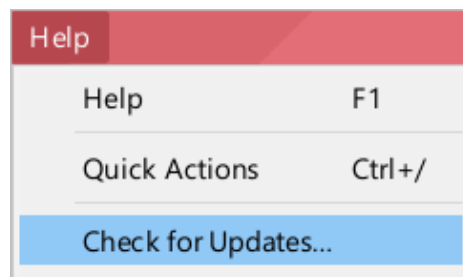 Help
Help F1
Quick Actions Ctrl+/
Check for Updates...